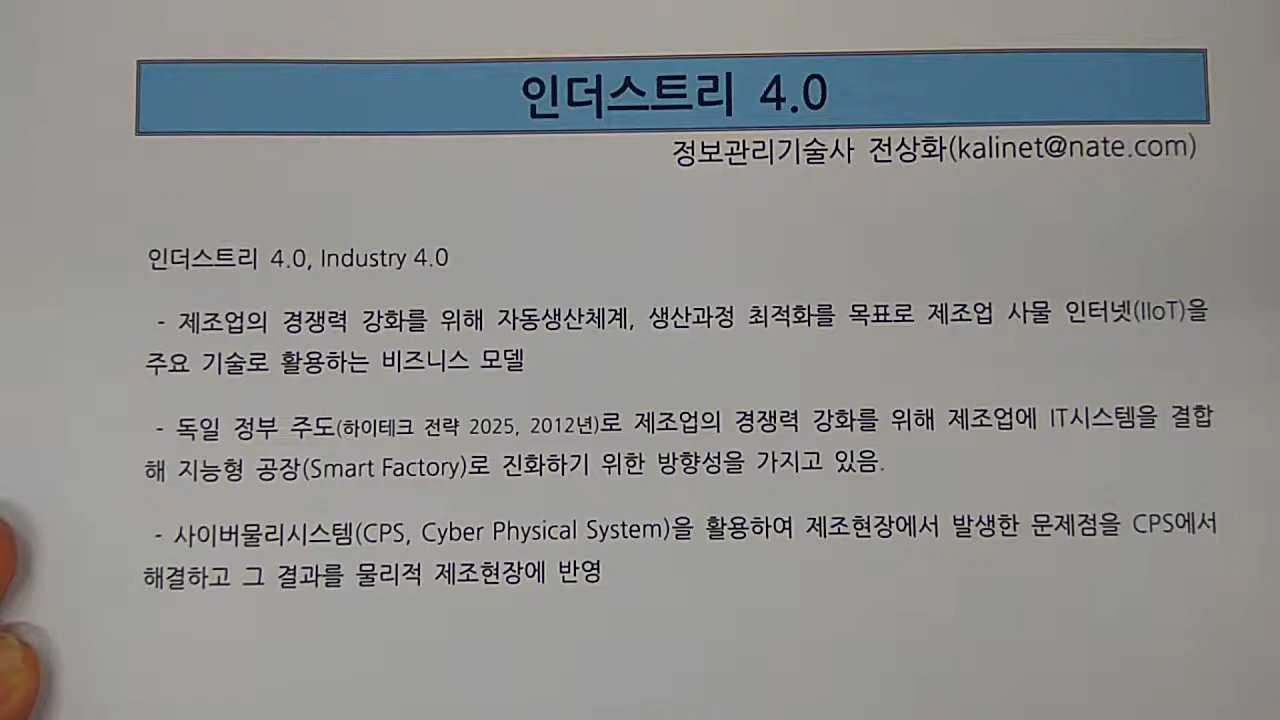 인더스트리 4.0
정보관리기술사 전상화(kalinet@nate.com)
인더스트리 4.0, Industry 4.0
- 제조업의 경쟁력 강화를 위해 자동생산체계, 생산과정 최적화를 목표로 제조업 사물 인터넷(IIoT)을
주요 기술로 활용하는 비즈니스 모델
- 독일 정부 주도(하이테크 전략 2025, 2012년)로 제조업의 경쟁력 강화를 위해 제조업에 IT시스템을 결합
해 지능형 공장(Smart Factory)로 진화하기 위한 방향성을 가지고 있음.
- 사이버물리시스템(CPS, Cyber Physical System)을 활용하여 제조현장에서 발생한 문제점을 CPS에서
해결하고 그 결과를 물리적 제조현장에 반영